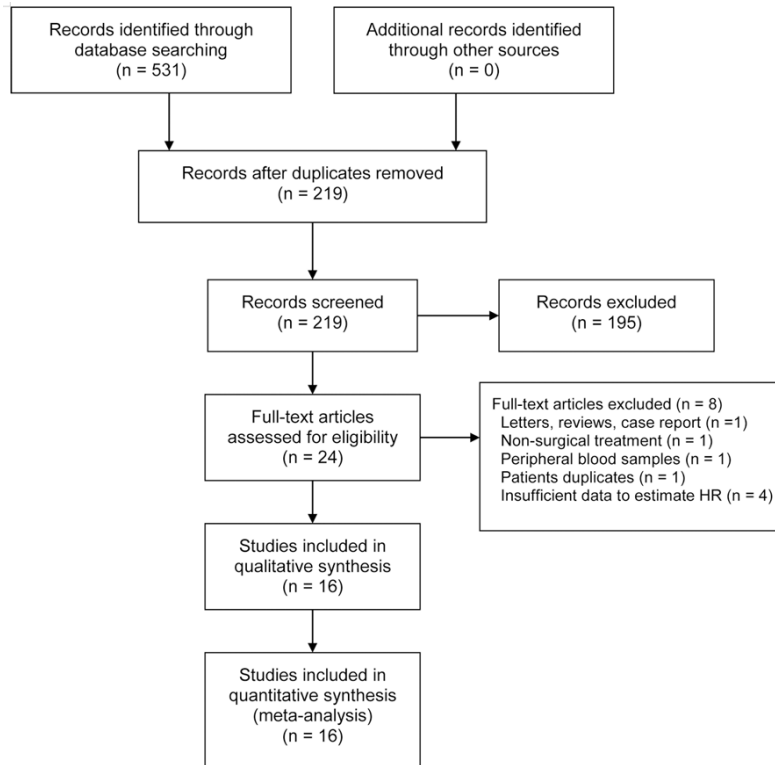 Records identified through
database searching
(n = 531)
Additional records identified
through other sources
(n = 0)
Records after duplicates removed
(n = 219)
Records screened
(n = 219)
Records excluded
(n = 195)
Full-text articles
assessed for eligibility
(n = 24)
Full-text articles excluded (n = 8)
Letters, reviews, case report (n =1)
Non-surgical treatment (n = 1)
Peripheral blood samples (n = 1)
Patients duplicates (n = 1)
Insufficient data to estimate HR (n = 4)
Studies included in
qualitative synthesis
(n = 16)
Studies included in
quantitative synthesis
(meta-analysis)
(n = 16)